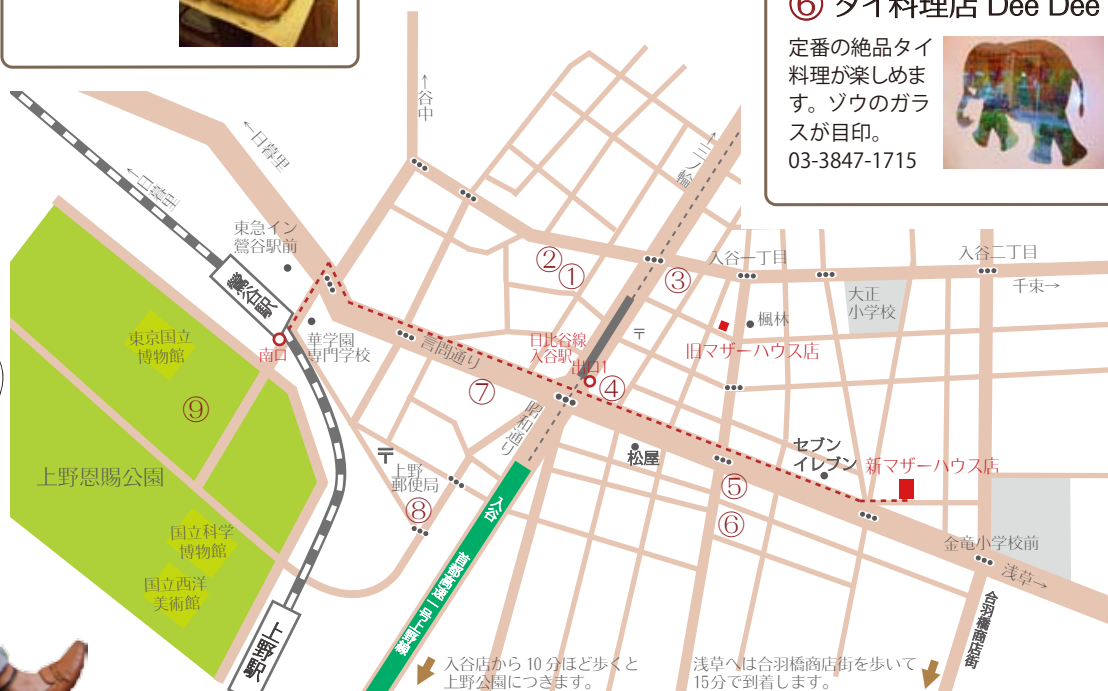 ⑥ タイ料理店 Dee Dee
定番の絶品タイ
料理が楽しめま
す。ゾウのガラ
スが目印。
03-3847-1715
←谷中
←日暮里
←日暮里
←三ノ輪
東急イン
鶯谷駅前
鶯谷駅
南口
華学園
専門学校
言問通り
東京国立
博物館
⑨
上野恩賜公園
国立科学
博物館
国立西洋
美術館
上野駅
②
①
③
日比谷線
入谷駅
出口1
④
⑦
昭和通り
〒
〒
上野
郵便局
⑧
入谷
首都高速一号上野線
入谷一丁目
入谷二丁目
千束→
大正
小学校
楓林
旧マザーハウス店
松屋
セブン
イレブン
新マザーハウス店
⑤
⑥
金竜小学校前
浅草→
合羽橋商店街
入谷店から10分ほど歩くと
上野公園につきます。
浅草へは合羽橋商店街を歩いて
15分で到着します。